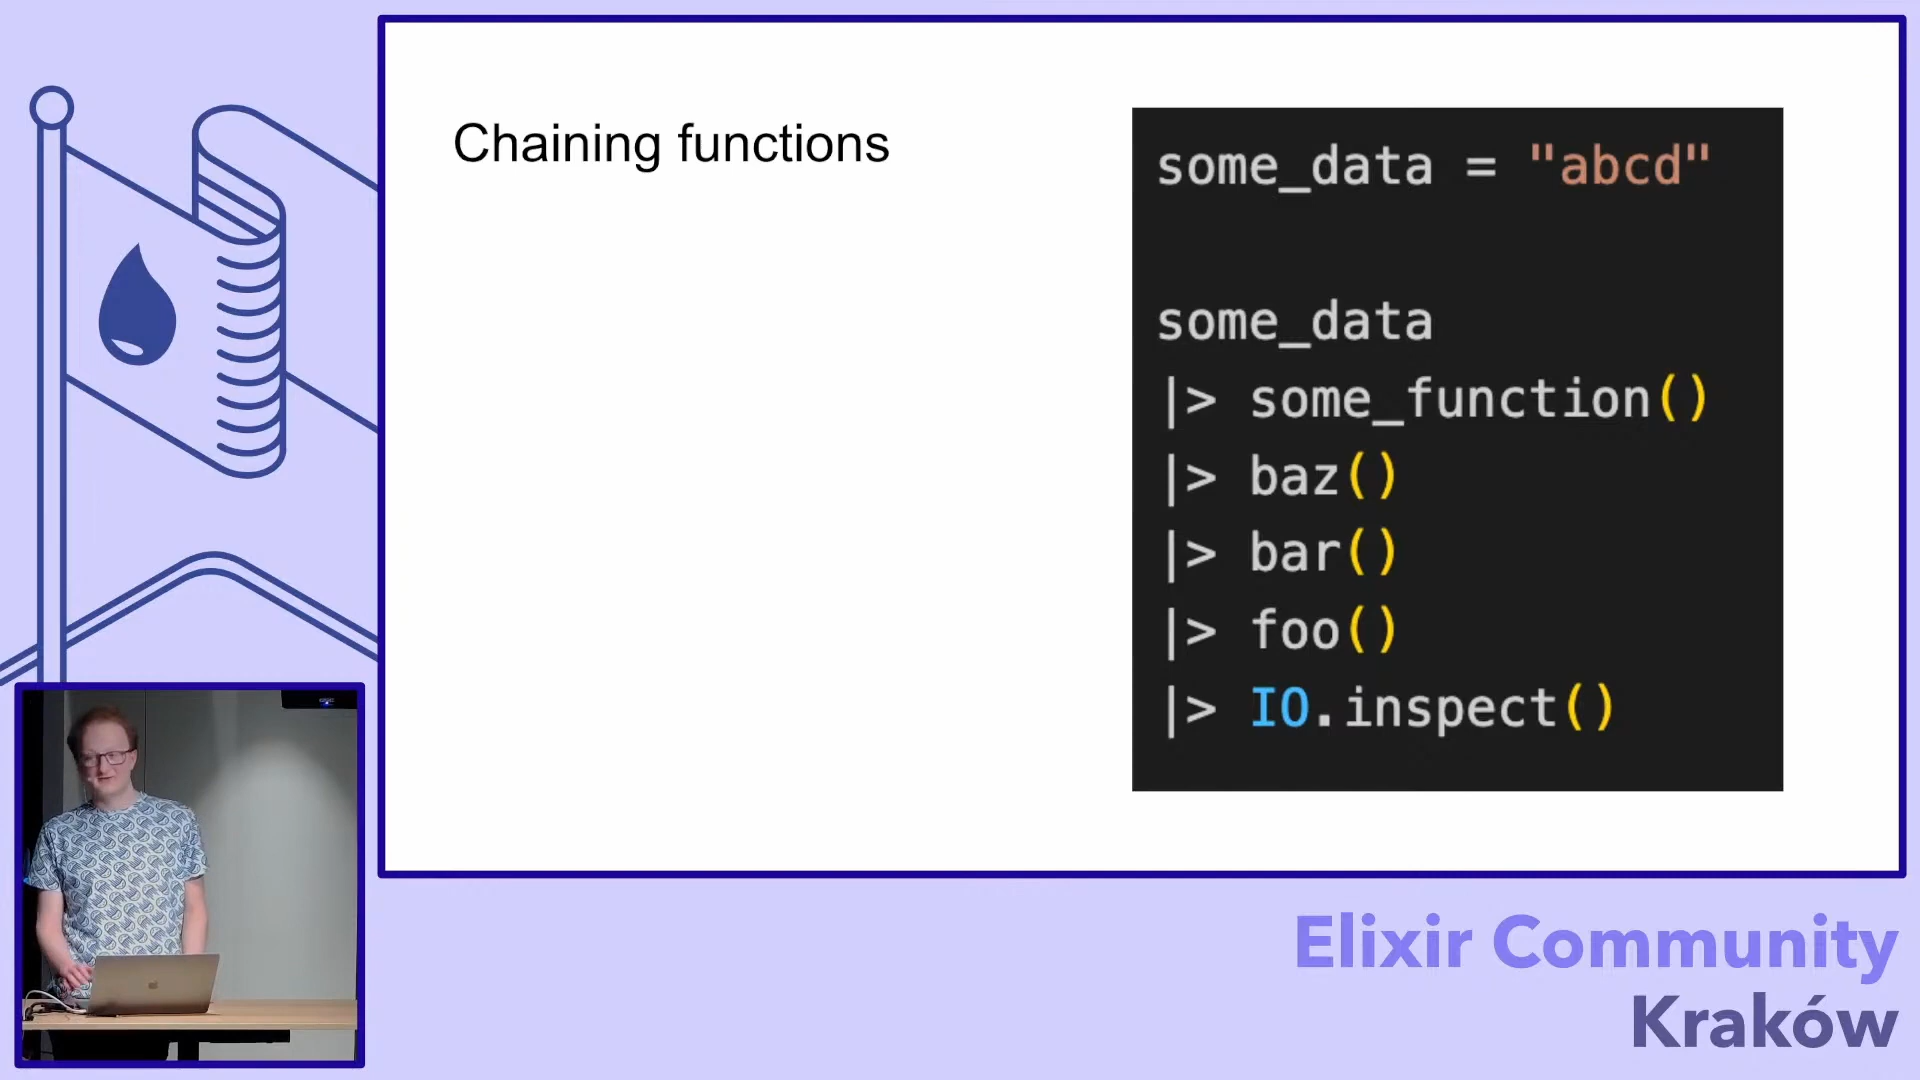 Chaining functions
some_data = "abcd"
some_data
|> some_function()
|> baz()
|> bar()
|> foo()
|> IO.inspect()
Elixir Community
Kraków